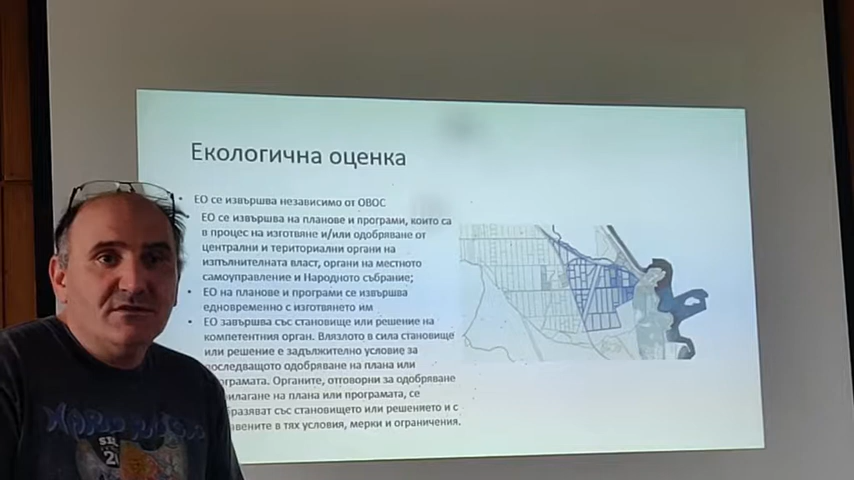 Екологична оценка
• ЕО се извършва независимо от ОВОС
ЕО се извършва на планове и програми, които са
в процес на изготвяне и/или одобряване от
централни и териториални органи на
изпълнителната власт, органи на местното
самоуправление и Народното събрание;
• ЕО на планове и програми се извършва
едновременно с изготвянето им
• ЕО завършва със становище или решение на
компетентния орган. Влязлото в сила становище
или решение е задължително условие за
последващото одобряване на плана или
програмата. Органите, отговорни за одобряване
прилагане на плана или програмата, се
със становището или решението и с
в тях условия, мерки и ограничения.